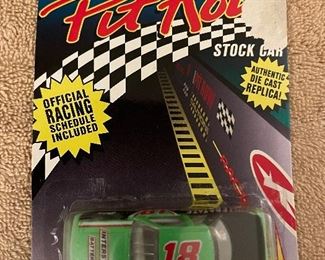 Pit Row
STOCK CAR
OFFICIAL
RACING
SCHEDULE
INCLUDED
AUTHENTIC
DIE CAST
REPLICA!
18